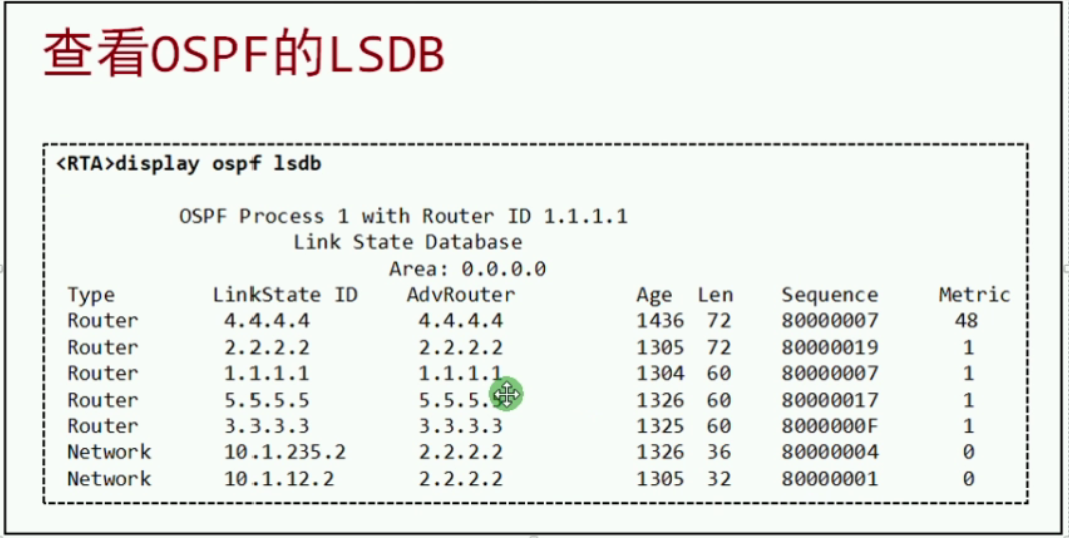 查看OSPF的LSDB
<RTA>display ospf lsdb
OSPF Process 1 with Router ID 1.1.1.1
Link State Database
Area: 0.0.0.0
Type LinkState ID AdvRouter Age Len Sequence Metric
Router 4.4.4.4 4.4.4.4 1436 72 80000007 48
Router 2.2.2.2 2.2.2.2 1305 72 80000019 1
Router 1.1.1.1 1.1.1.1 1304 60 80000007 1
Router 5.5.5.5 5.5.5.5 1326 60 80000017 1
Router 3.3.3.3 3.3.3.3 1325 60 8000000F 1
Network 10.1.235.2 2.2.2.2 1326 36 80000004 0
Network 10.1.12.2 2.2.2.2 1305 32 80000001 0